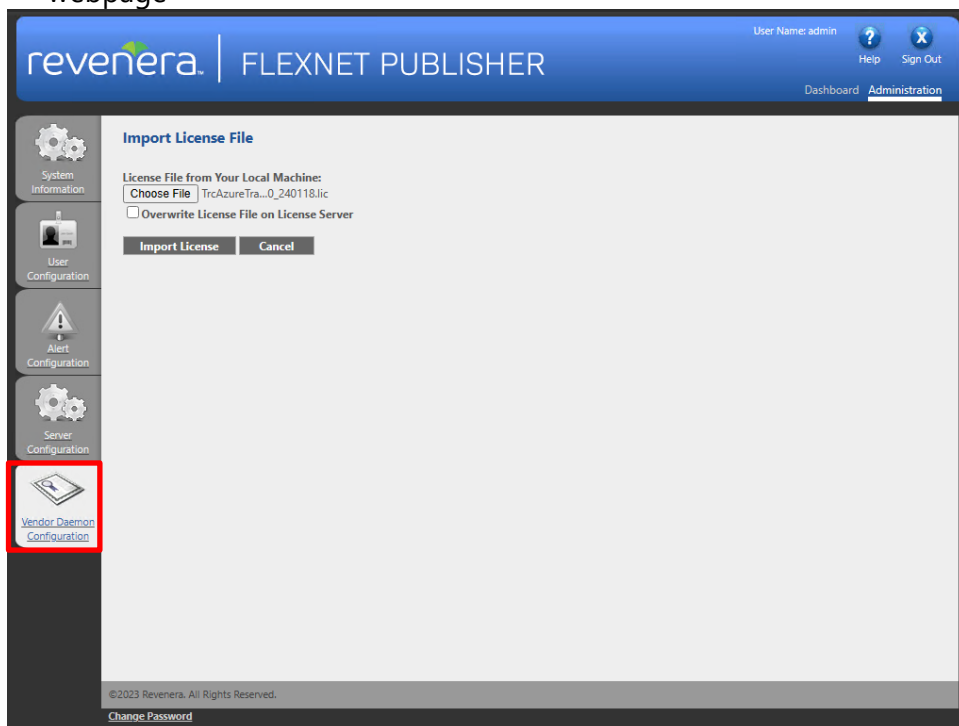 webpage
User Name: admin
revenera™ FLEXNET PUBLISHER
? X
Help Sign Out
Dashboard Administration
System
Information
User
Configuration
Alert
Configuration
Server
Configuration
Vendor Daemon
Configuration
Import License File
License File from Your Local Machine:
Choose File TrcAzureTra...0_240118.lic
Overwrite License File on License Server
Import License Cancel
©2023 Revenera. All Rights Reserved.
Change Password